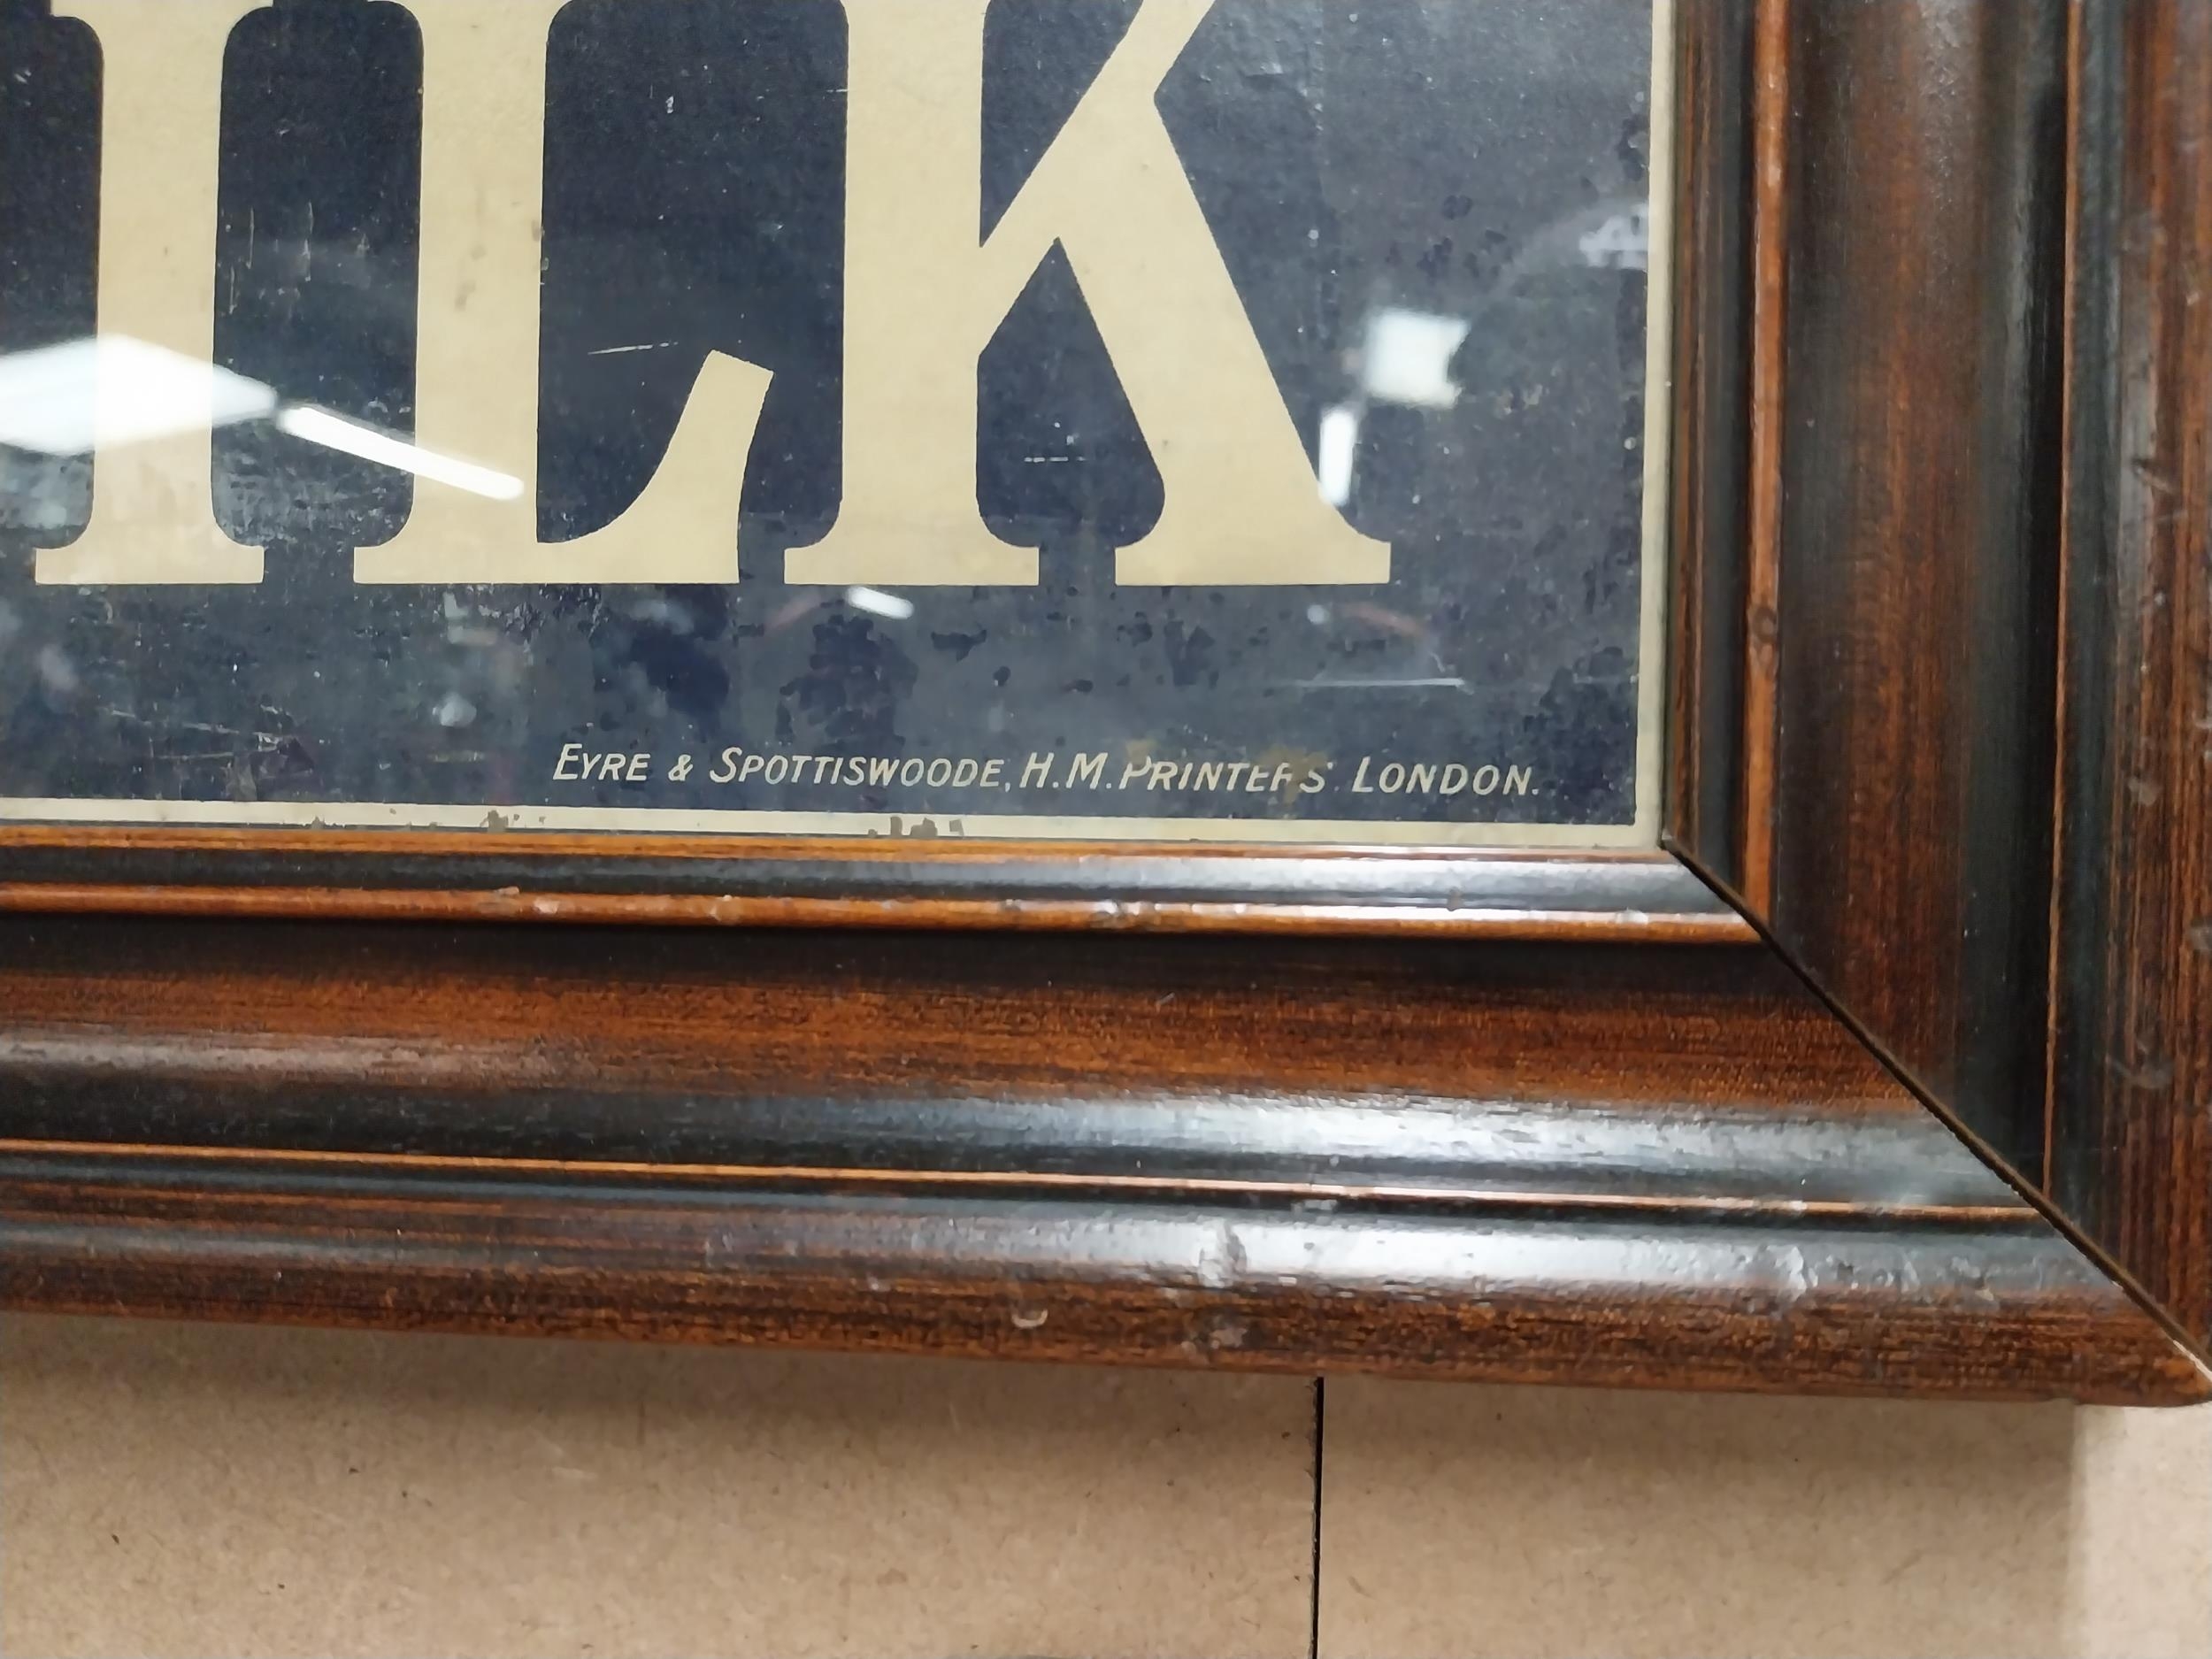 ILK
EYRE & SPOTTISWOODE, H.M. PRINTERS LONDON.